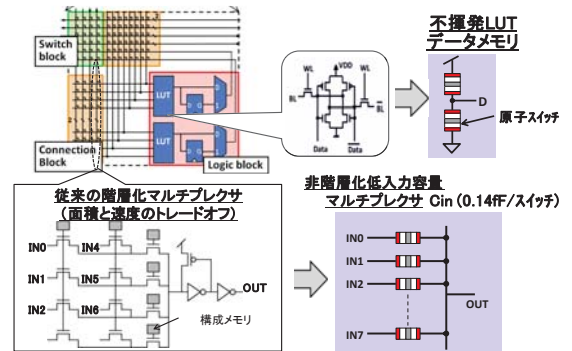 Switch
block
Connection
Block
LUT
D Q
LUT
D Q
Logic block
WL
VDD
WL
BL
BL
Data
Data
不揮発LUT
データメモリ
D
原子スイッチ
従来の階層化マルチプレクサ
(面積と速度のトレードオフ)
IN0
IN4
IN1
IN5
IN2
IN6
OUT
構成メモリ
非階層化低入力容量
マルチプレクサ Cin (0.14fF/スイッチ)
IN0
IN1
IN2
OUT
IN7